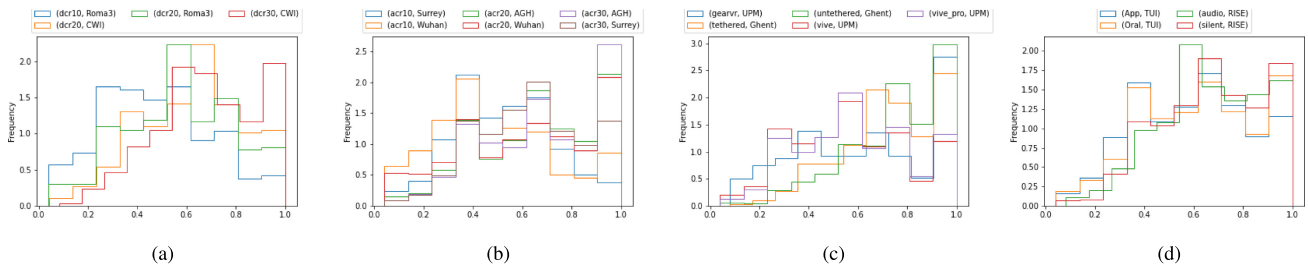 (dcr10, Roma3) (dcr20, Roma3) (dcr30, CWI)
(dcr20, CWI)
Frequency
2.0
1.5
1.0
0.5
0.0
0.0 0.2 0.4 0.6 0.8 1.0
(a)
(acr10, Surrey) (acr20, AGH) (acr30, AGH)
(acr10, Wuhan) (acr20, Wuhan) (acr30, Surrey)
Frequency
2.5
2.0
1.5
1.0
0.5
0.0
0.0 0.2 0.4 0.6 0.8 1.0
(b)
(gearvr, UPM) (untethered, Ghent) (vive_pro, UPM)
(tethered, Ghent) (vive, UPM)
Frequency
3.0
2.5
2.0
1.5
1.0
0.5
0.0
0.0 0.2 0.4 0.6 0.8 1.0
(c)
(App, TUI) (audio, RISE)
(Oral, TUI) (silent, RISE)
Frequency
2.00
1.75
1.50
1.25
1.00
0.75
0.50
0.25
0.00
0.0 0.2 0.4 0.6 0.8 1.0
(d)